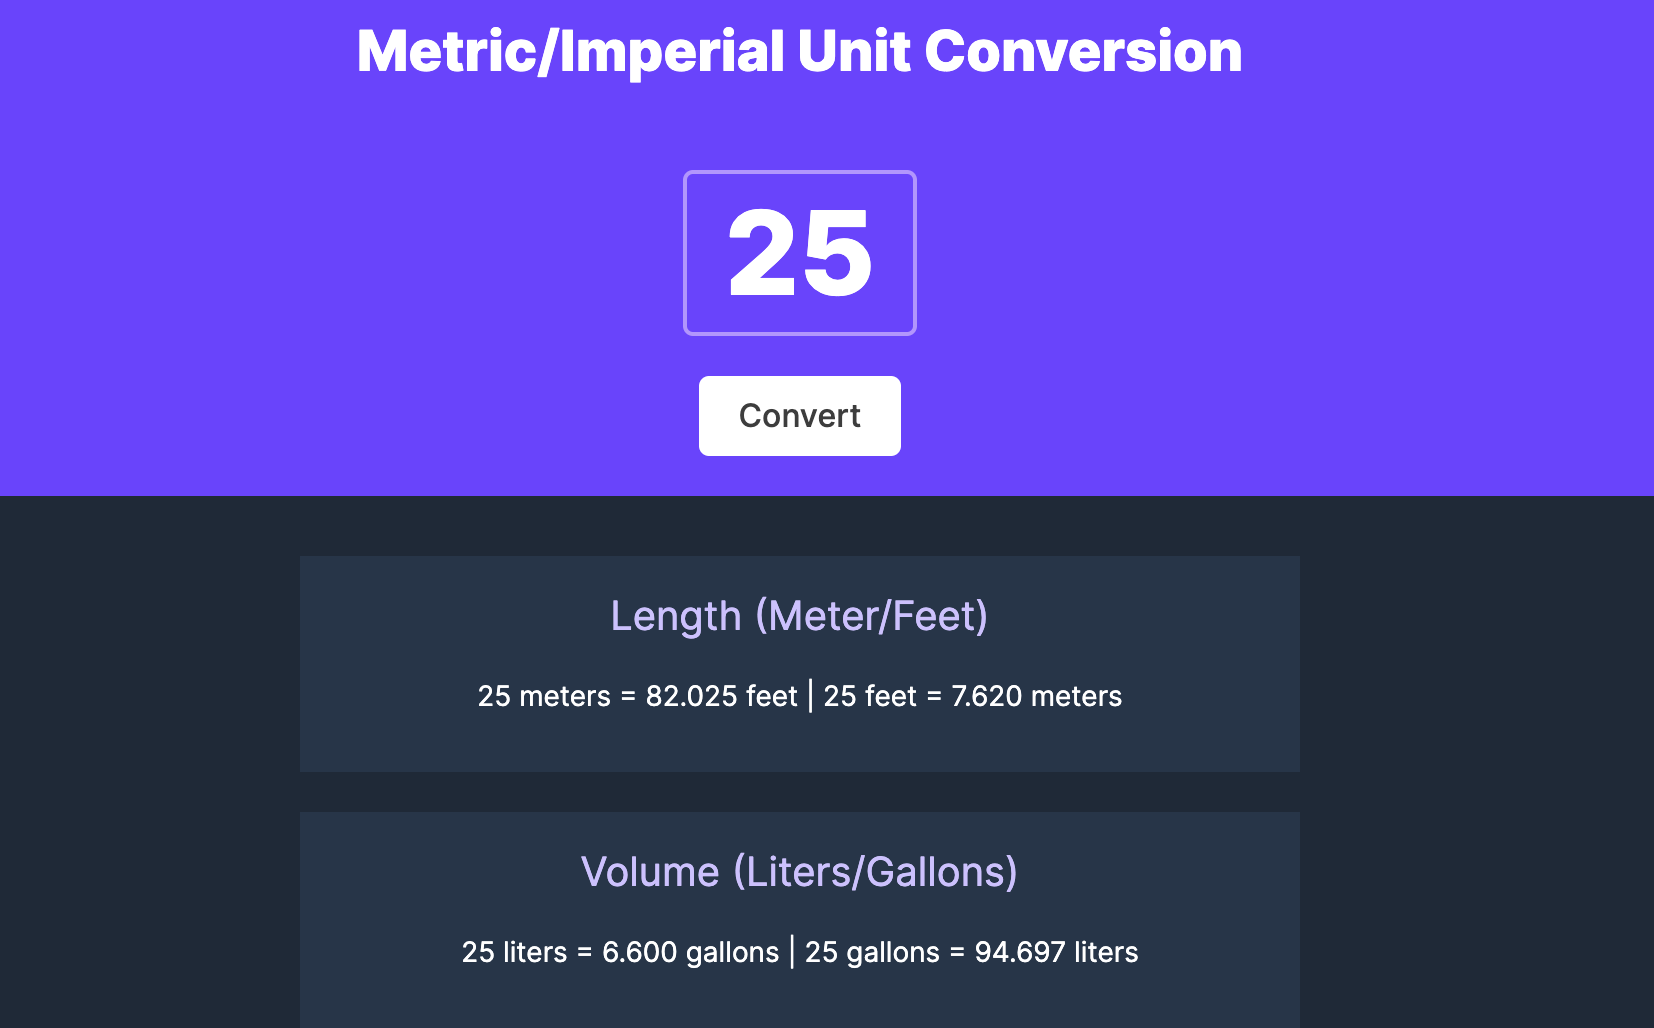 Metric/Imperial Unit Conversion
25
Convert
Length (Meter/Feet)
25 meters = 82.025 feet | 25 feet = 7.620 meters
Volume (Liters/Gallons)
25 liters = 6.600 gallons | 25 gallons = 94.697 liters